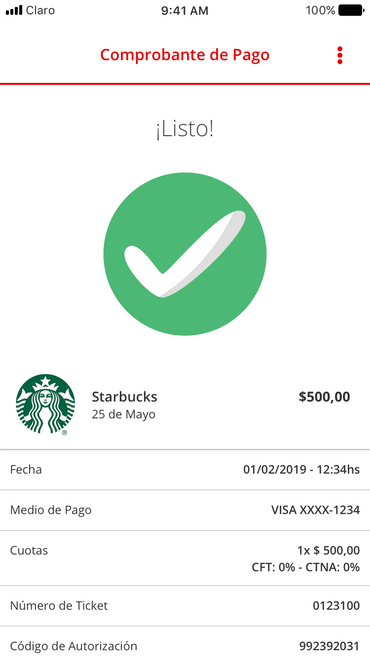 Claro 9:41 AM 100%
Comprobante de Pago
¡Listo!
Starbucks $500,00
25 de Mayo
Fecha 01/02/2019 - 12:34hs
Medio de Pago VISA XXXX-1234
Cuotas 1x $ 500,00
CFT: 0% - CTNA: 0%
Número de Ticket 0123100
Código de Autorización 992392031